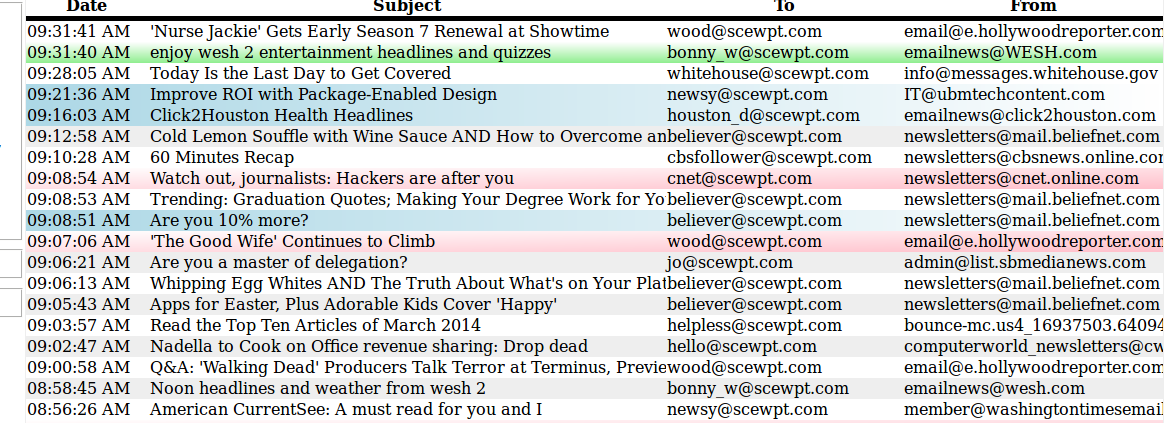 Date Subject To From
09:31:41 AM 'Nurse Jackie' Gets Early Season 7 Renewal at Showtime wood@scewpt.com email@e.hollywoodreporter.com
09:31:40 AM enjoy wesh 2 entertainment headlines and quizzes bonny_w@scewpt.com emailnews@WESH.com
09:28:05 AM Today Is the Last Day to Get Covered whitehouse@scewpt.com info@messages.whitehouse.gov
09:21:36 AM Improve ROI with Package-Enabled Design newsy@scewpt.com IT@ubmtechcontent.com
09:16:03 AM Click2Houston Health Headlines houston_d@scewpt.com emailnews@click2houston.com
09:12:58 AM Cold Lemon Souffle with Wine Sauce AND How to Overcome an believer@scewpt.com newsletters@mail.beliefnet.com
09:10:28 AM 60 Minutes Recap cbsfollower@scewpt.com newsletters@cbsnews.online.com
09:08:54 AM Watch out, journalists: Hackers are after you cnet@scewpt.com newsletters@cnet.online.com
09:08:53 AM Trending: Graduation Quotes; Making Your Degree Work for Yo believer@scewpt.com newsletters@mail.beliefnet.com
09:08:51 AM Are you 10% more? believer@scewpt.com newsletters@mail.beliefnet.com
09:07:06 AM 'The Good Wife' Continues to Climb wood@scewpt.com email@e.hollywoodreporter.com
09:06:21 AM Are you a master of delegation? jo@scewpt.com admin@list.sbmedianews.com
09:06:13 AM Whipping Egg Whites AND The Truth About What's on Your Plat believer@scewpt.com newsletters@mail.beliefnet.com
09:05:43 AM Apps for Easter, Plus Adorable Kids Cover 'Happy' believer@scewpt.com newsletters@mail.beliefnet.com
09:03:57 AM Read the Top Ten Articles of March 2014 helpless@scewpt.com bounce-mc.us4_16937503.64094
09:02:47 AM Nadella to Cook on Office revenue sharing: Drop dead hello@scewpt.com computerworld_newsletters@cw
09:00:58 AM Q&A: 'Walking Dead' Producers Talk Terror at Terminus, Previe wood@scewpt.com email@e.hollywoodreporter.com
08:58:45 AM Noon headlines and weather from wesh 2 bonny_w@scewpt.com emailnews@wesh.com
08:56:26 AM American CurrentSee: A must read for you and I newsy@scewpt.com member@washingtontimesemail